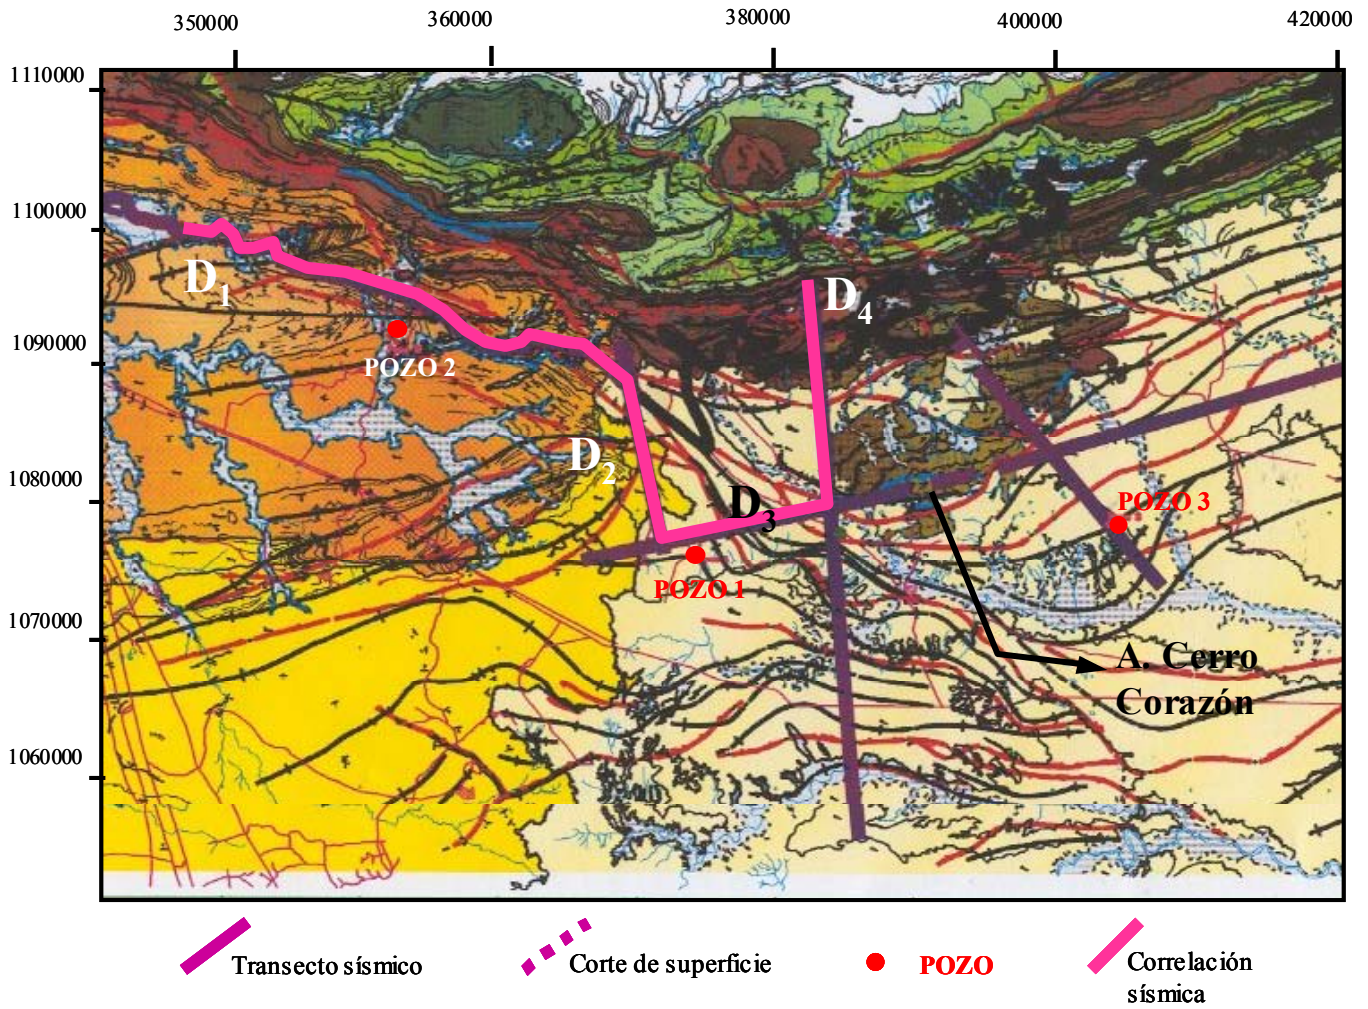 350000
360000
380000
400000
420000
1110000
1100000
1090000
1080000
1070000
1060000
D1
D2
D3
D4
POZO 2
POZO 1
POZO 3
A. Cerro
Corazón
Transecto sísmico
Corte de superficie
POZO
Correlación
sísmica